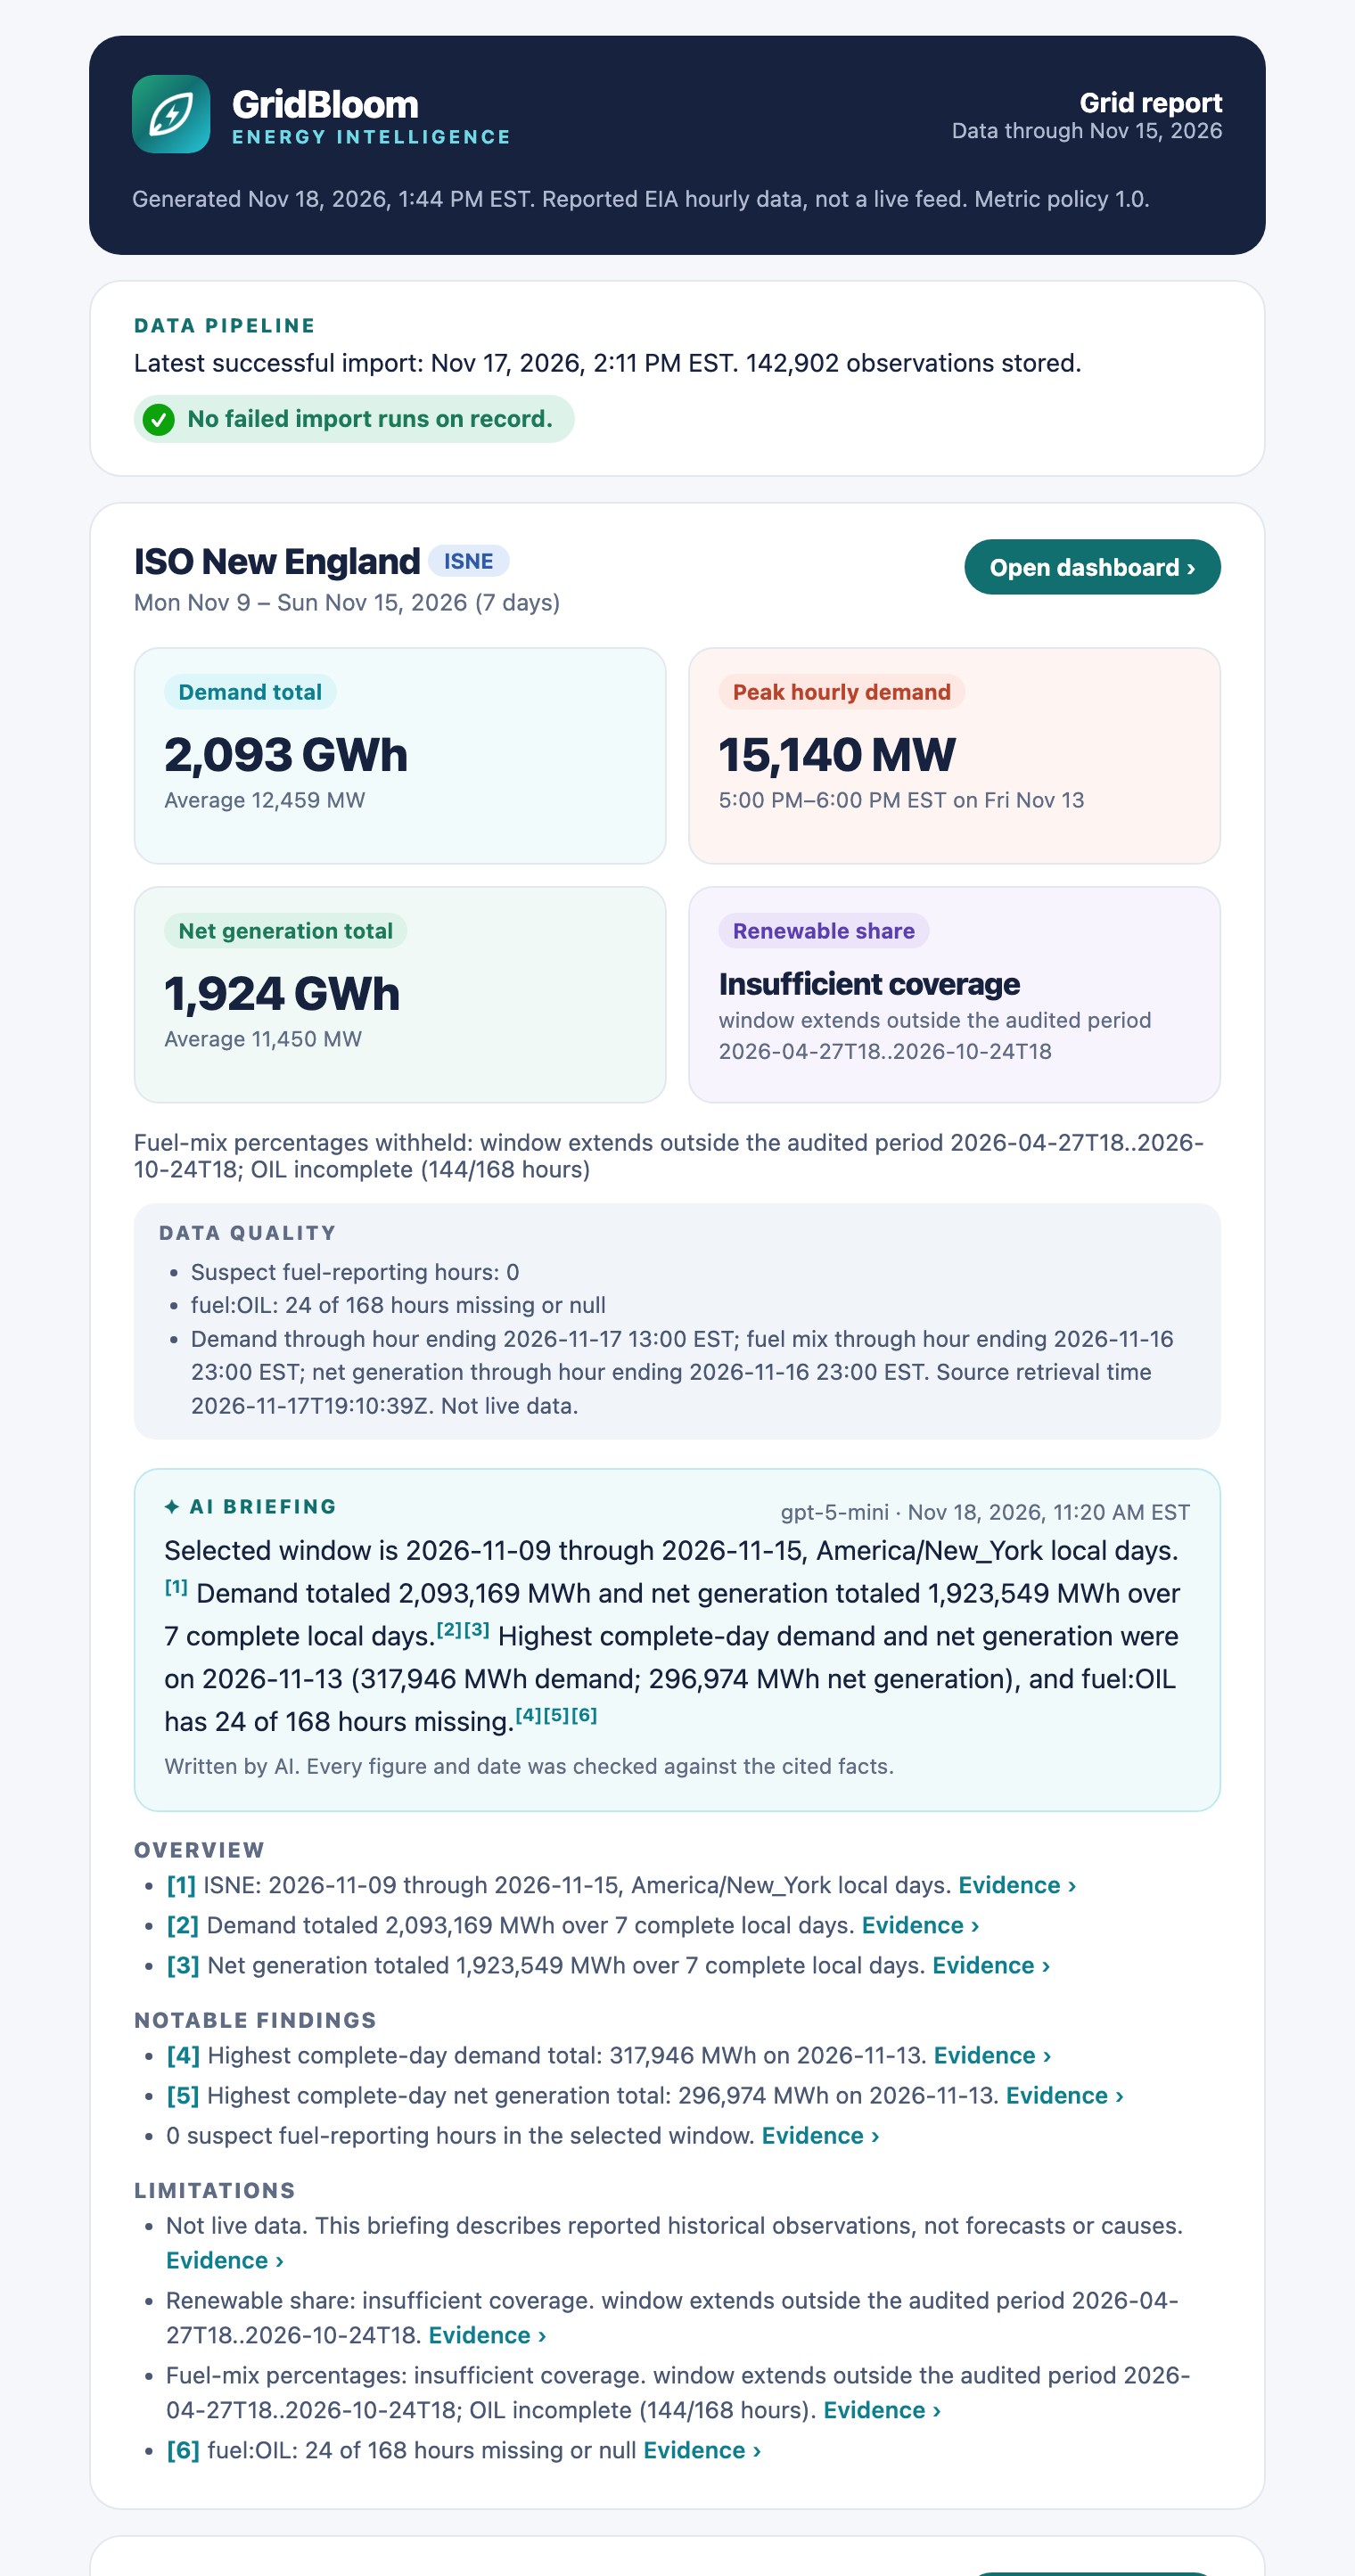 GridBloom
ENERGY INTELLIGENCE
Grid report
Data through Nov 15, 2026
Generated Nov 18, 2026, 1:44 PM EST. Reported EIA hourly data, not a live feed. Metric policy 1.0.
DATA PIPELINE
Latest successful import: Nov 17, 2026, 2:11 PM EST. 142,902 observations stored.
No failed import runs on record.
ISO New England ISNE
Mon Nov 9 – Sun Nov 15, 2026 (7 days)
Open dashboard ›
Demand total
2,093 GWh
Average 12,459 MW
Peak hourly demand
15,140 MW
5:00 PM–6:00 PM EST on Fri Nov 13
Net generation total
1,924 GWh
Average 11,450 MW
Renewable share
Insufficient coverage
window extends outside the audited period
2026-04-27T18..2026-10-24T18
Fuel-mix percentages withheld: window extends outside the audited period 2026-04-27T18..2026-
10-24T18; OIL incomplete (144/168 hours)
DATA QUALITY
• Suspect fuel-reporting hours: 0
• fuel:OIL: 24 of 168 hours missing or null
• Demand through hour ending 2026-11-17 13:00 EST; fuel mix through hour ending 2026-11-16
23:00 EST; net generation through hour ending 2026-11-16 23:00 EST. Source retrieval time
2026-11-17T19:10:39Z. Not live data.
✦ AI BRIEFING
gpt-5-mini · Nov 18, 2026, 11:20 AM EST
Selected window is 2026-11-09 through 2026-11-15, America/New_York local days.
[1] Demand totaled 2,093,169 MWh and net generation totaled 1,923,549 MWh over
7 complete local days.[2][3] Highest complete-day demand and net generation were
on 2026-11-13 (317,946 MWh demand; 296,974 MWh net generation), and fuel:OIL
has 24 of 168 hours missing.[4][5][6]
Written by AI. Every figure and date was checked against the cited facts.
OVERVIEW
• [1] ISNE: 2026-11-09 through 2026-11-15, America/New_York local days. Evidence ›
• [2] Demand totaled 2,093,169 MWh over 7 complete local days. Evidence ›
• [3] Net generation totaled 1,923,549 MWh over 7 complete local days. Evidence ›
NOTABLE FINDINGS
• [4] Highest complete-day demand total: 317,946 MWh on 2026-11-13. Evidence ›
• [5] Highest complete-day net generation total: 296,974 MWh on 2026-11-13. Evidence ›
• 0 suspect fuel-reporting hours in the selected window. Evidence ›
LIMITATIONS
• Not live data. This briefing describes reported historical observations, not forecasts or causes.
Evidence ›
• Renewable share: insufficient coverage. window extends outside the audited period 2026-04-
27T18..2026-10-24T18. Evidence ›
• Fuel-mix percentages: insufficient coverage. window extends outside the audited period 2026-
04-27T18..2026-10-24T18; OIL incomplete (144/168 hours). Evidence ›
• [6] fuel:OIL: 24 of 168 hours missing or null Evidence ›